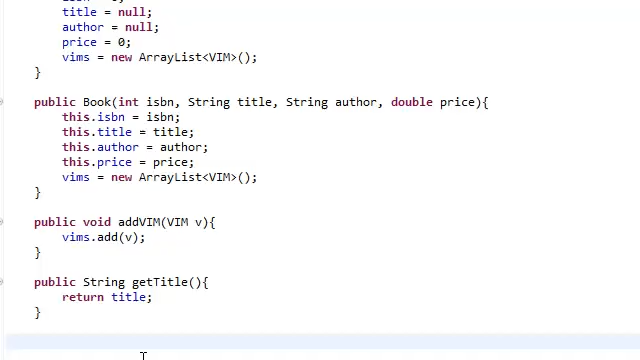 title = null;
author = null;
price = 0;
vims = new ArrayList<VIM>();
}
public Book(int isbn, String title, String author, double price){
this.isbn = isbn;
this.title = title;
this.author = author;
this.price = price;
vims = new ArrayList<VIM>();
}
public void addVIM(VIM v){
vims.add(v);
}
public String getTitle(){
return title;
}